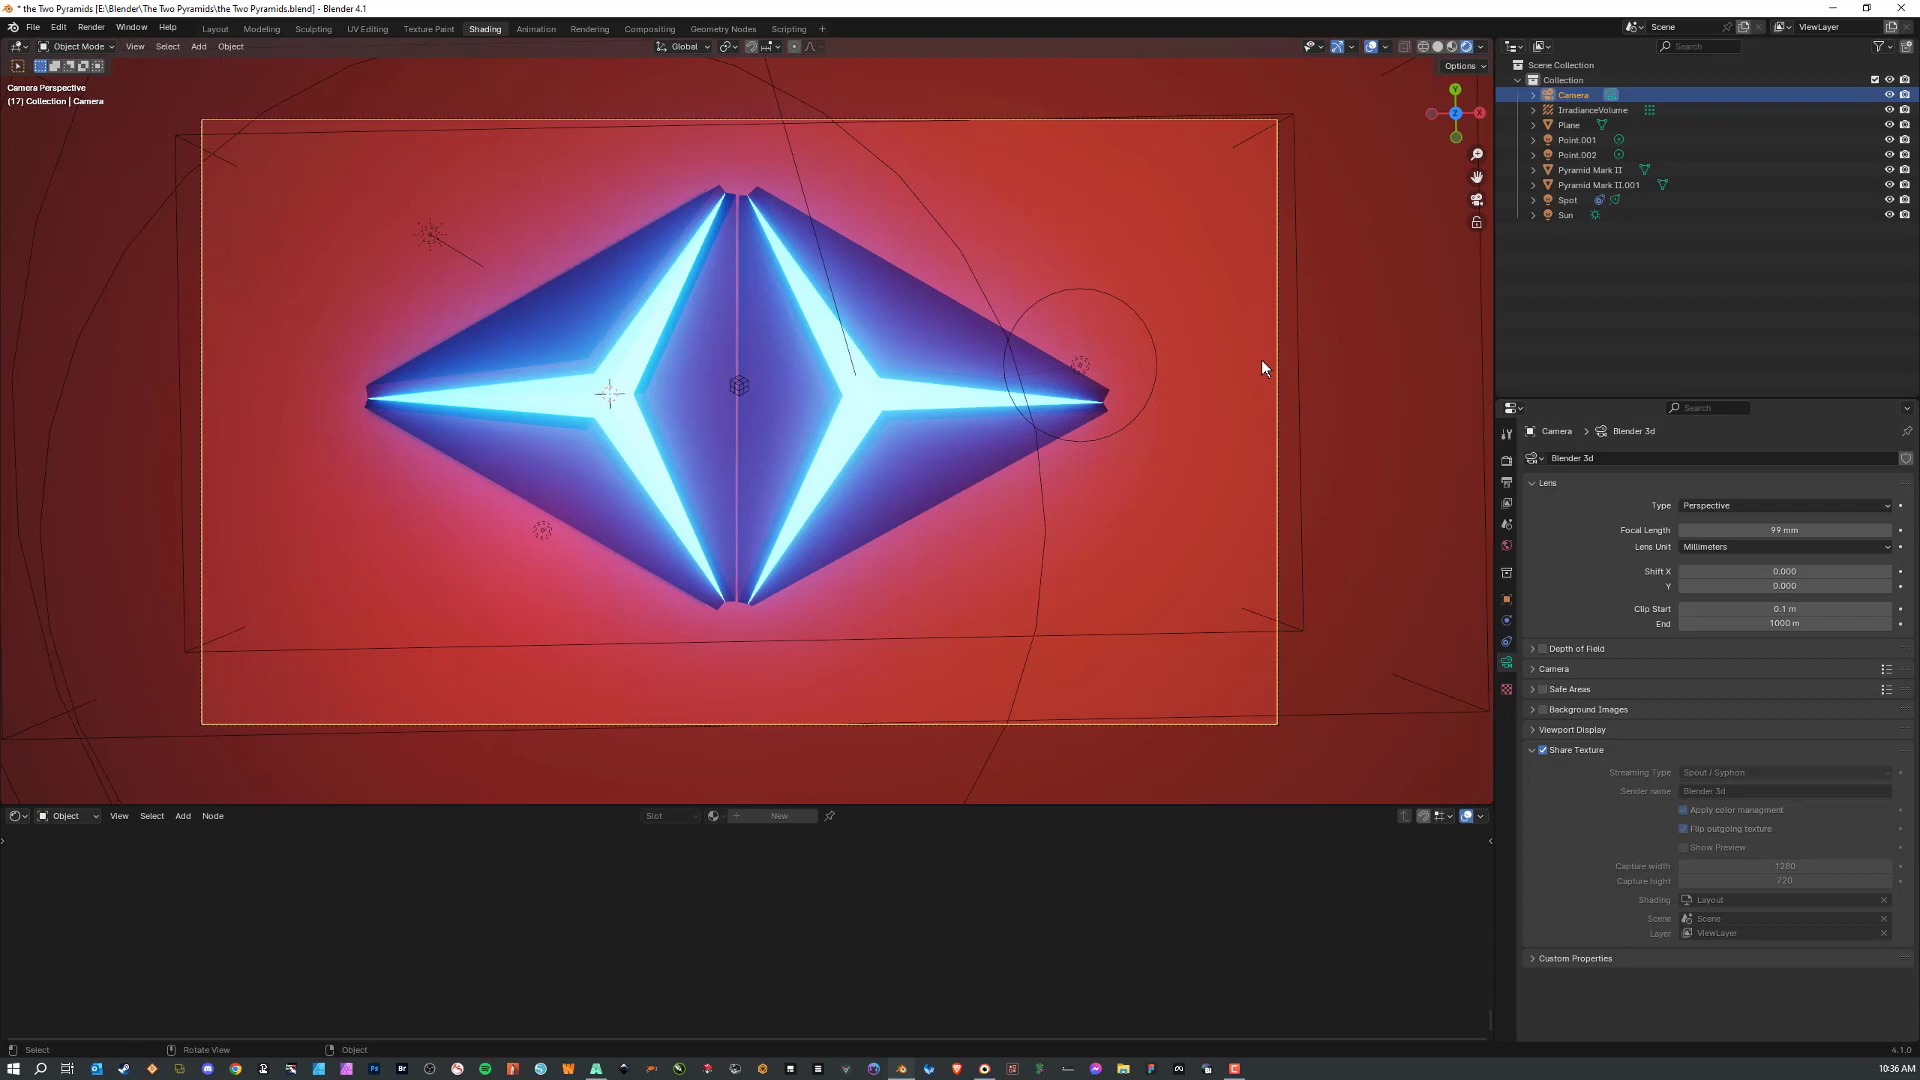 * the Two Pyramids [E:\Blender\The Two Pyramids\the Two Pyramids.blend] - Blender 4.1
File Edit Render Window Help Layout Modeling Sculpting UV Editing Texture Paint Shading Animation Rendering Compositing Geometry Nodes Scripting + Scene ViewLayer
Object Mode View Select Add Object Global Search
Options
Camera Perspective
(17) Collection | Camera
Y
X
Z
Scene Collection
Collection
Camera
IrradianceVolume
Plane
Point.001
Point.002
Pyramid Mark II
Pyramid Mark II.001
Spot
Sun
Search
Camera > Blender 3d
Blender 3d
Lens
Type Perspective
Focal Length 99 mm
Lens Unit Millimeters
Shift X 0.000
Y 0.000
Clip Start 0.1 m
End 1000 m
Depth of Field
Camera
Safe Areas
Background Images
Viewport Display
Share Texture
Streaming Type Spout / Syphon
Sender name Blender 3d
Apply color managment
Flip outgoing texture
Show Preview
Capture width 1280
Capture hight 720
Shading Layout
Scene Scene
Layer ViewLayer
Custom Properties
Object View Select Add Node Slot New
Select Rotate View Object 4.1.0
Ps Br 10:36 AM